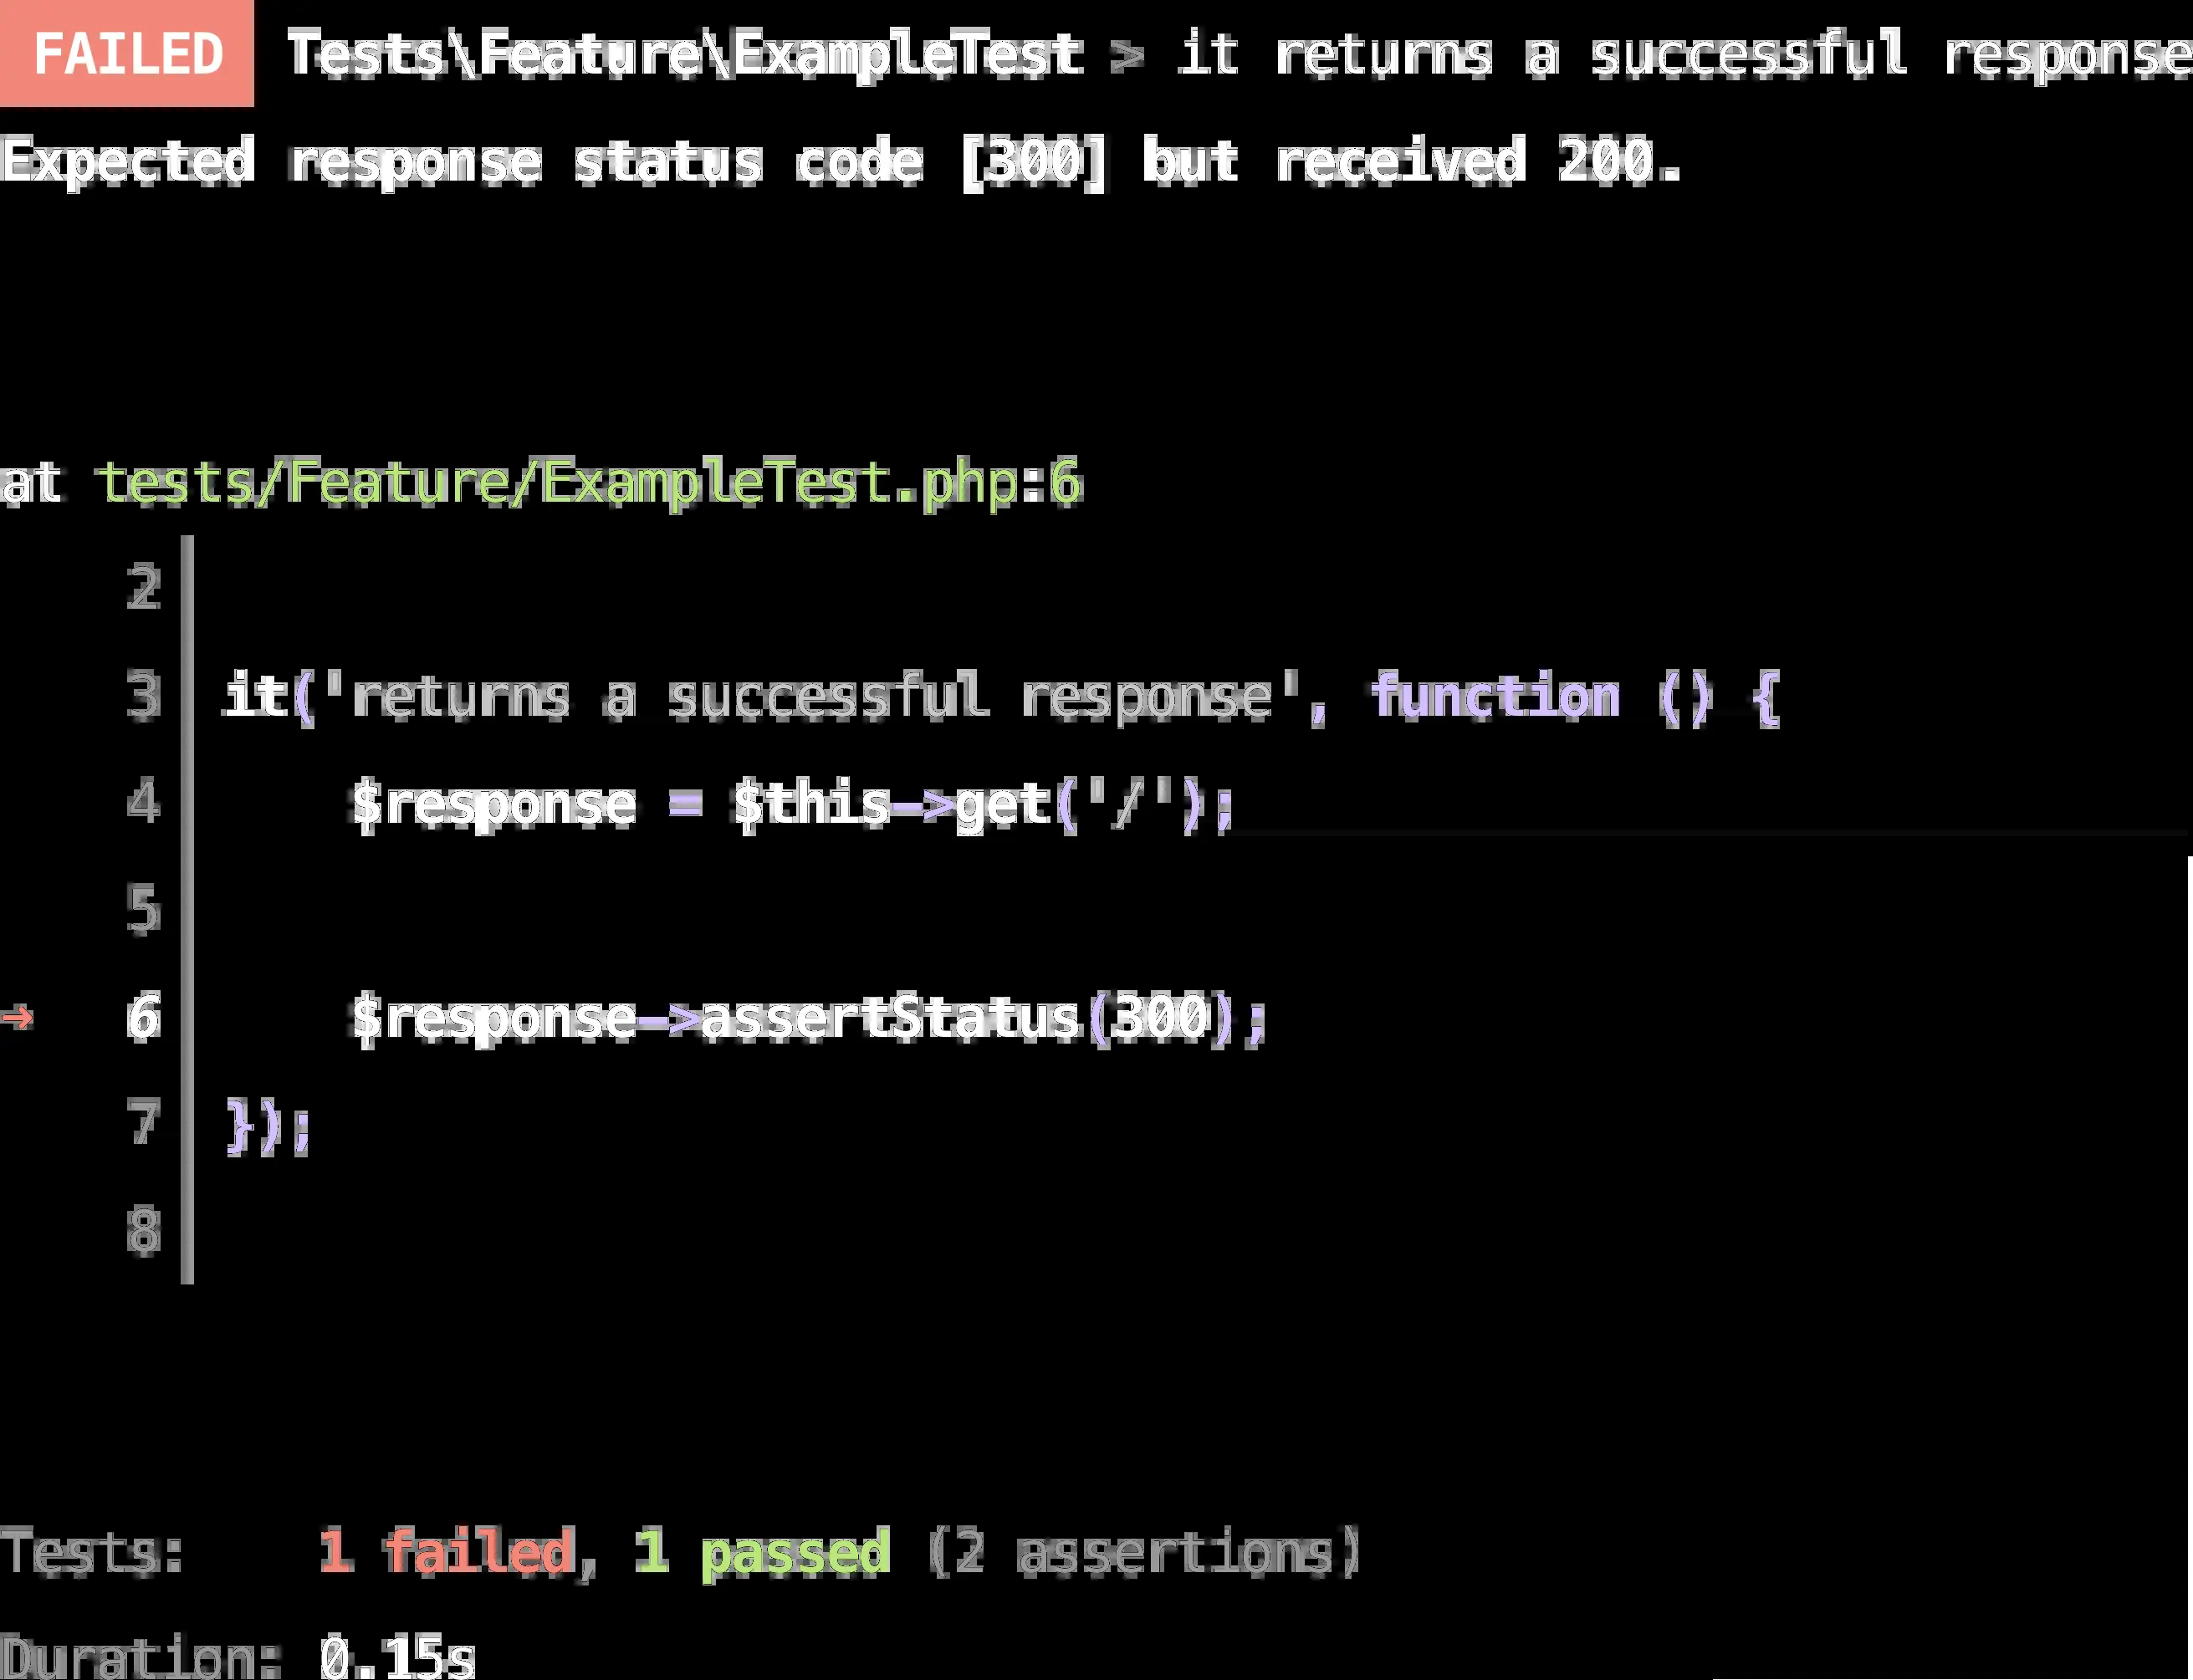 FAILED Tests\Feature\ExampleTest > it returns a successful response
Expected response status code [300] but received 200.
at tests/Feature/ExampleTest.php:6
2
3 it('returns a successful response', function () {
4 $response = $this->get('/');
5
➜ 6 $response->assertStatus(300);
7 });
8
Tests: 1 failed, 1 passed (2 assertions)
Duration: 0.15s